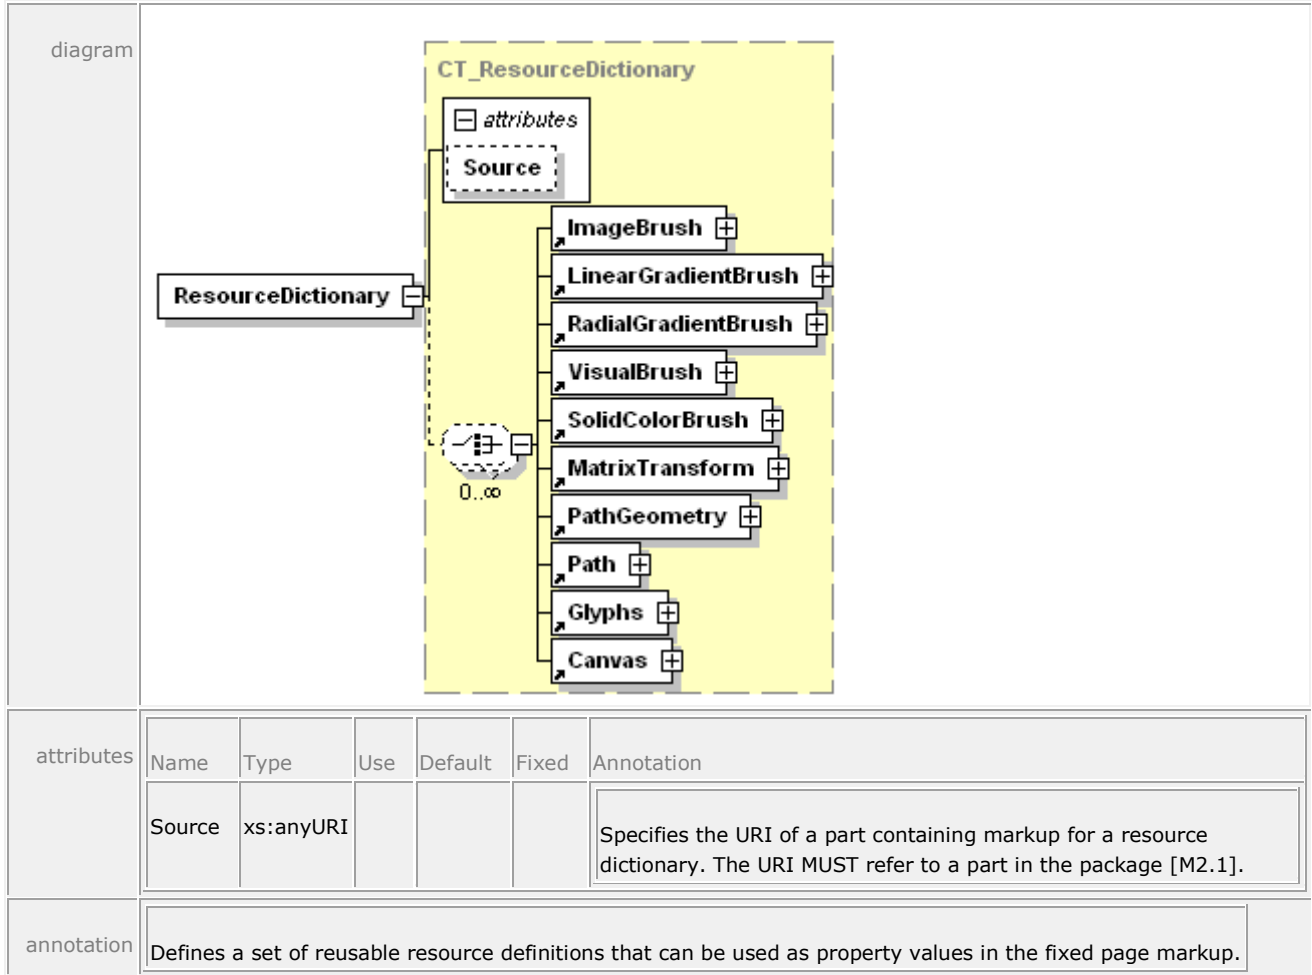 diagram
CT_ResourceDictionary
attributes
Source
ResourceDictionary
ImageBrush
LinearGradientBrush
RadialGradientBrush
VisualBrush
SolidColorBrush
MatrixTransform
PathGeometry
Path
Glyphs
Canvas
0..∞
attributes
Name Type Use Default Fixed Annotation
Source xs:anyURI Specifies the URI of a part containing markup for a resource
dictionary. The URI MUST refer to a part in the package [M2.1].
annotation
Defines a set of reusable resource definitions that can be used as property values in the fixed page markup.